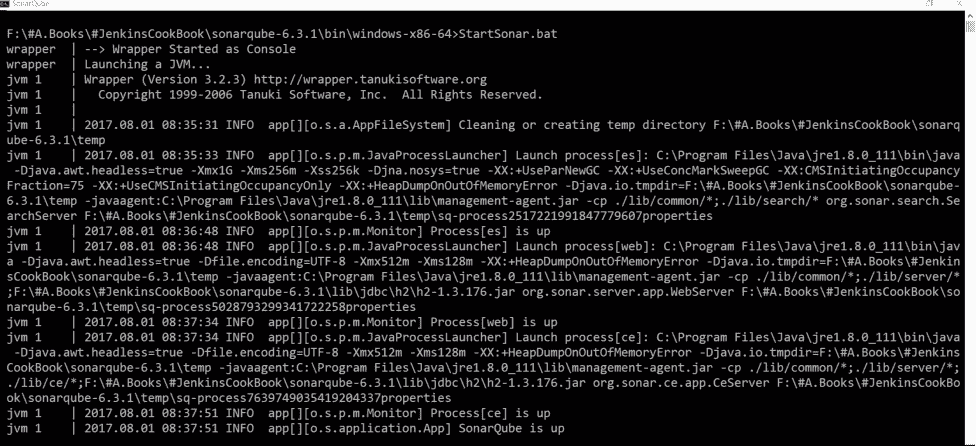 SonarQube
F:\#A.Books\#JenkinsCookBook\sonarqube-6.3.1\bin\windows-x86-64>StartSonar.bat
wrapper  | --> Wrapper Started as Console
wrapper  | Launching a JVM...
jvm 1    | Wrapper (Version 3.2.3) http://wrapper.tanukisoftware.org
jvm 1    |   Copyright 1999-2006 Tanuki Software, Inc.  All Rights Reserved.
jvm 1    |
jvm 1    | 2017.08.01 08:35:31 INFO  app[][o.s.a.AppFileSystem] Cleaning or creating temp directory F:\#A.Books\#JenkinsCookBook\sonarq
ube-6.3.1\temp
jvm 1    | 2017.08.01 08:35:33 INFO  app[][o.s.p.m.JavaProcessLauncher] Launch process[es]: C:\Program Files\Java\jre1.8.0_111\bin\java
 -Djava.awt.headless=true -Xmx1G -Xms256m -Xss256k -Djna.nosys=true -XX:+UseParNewGC -XX:+UseConcMarkSweepGC -XX:CMSInitiatingOccupancy
Fraction=75 -XX:+UseCMSInitiatingOccupancyOnly -XX:+HeapDumpOnOutOfMemoryError -Djava.io.tmpdir=F:\#A.Books\#JenkinsCookBook\sonarqube-
6.3.1\temp -javaagent:C:\Program Files\Java\jre1.8.0_111\lib\management-agent.jar -cp ./lib/common/*;./lib/search/* org.sonar.search.Se
archServer F:\#A.Books\#JenkinsCookBook\sonarqube-6.3.1\temp\sq-process2517221991847779607properties
jvm 1    | 2017.08.01 08:36:48 INFO  app[][o.s.p.m.Monitor] Process[es] is up
jvm 1    | 2017.08.01 08:36:48 INFO  app[][o.s.p.m.JavaProcessLauncher] Launch process[web]: C:\Program Files\Java\jre1.8.0_111\bin\jav
a -Djava.awt.headless=true -Dfile.encoding=UTF-8 -Xmx512m -Xms128m -XX:+HeapDumpOnOutOfMemoryError -Djava.io.tmpdir=F:\#A.Books\#Jenkin
sCookBook\sonarqube-6.3.1\temp -javaagent:C:\Program Files\Java\jre1.8.0_111\lib\management-agent.jar -cp ./lib/common/*;./lib/server/*
;F:\#A.Books\#JenkinsCookBook\sonarqube-6.3.1\lib\jdbc\h2\h2-1.3.176.jar org.sonar.server.app.WebServer F:\#A.Books\#JenkinsCookBook\so
narqube-6.3.1\temp\sq-process5028793299341722258properties
jvm 1    | 2017.08.01 08:37:34 INFO  app[][o.s.p.m.Monitor] Process[web] is up
jvm 1    | 2017.08.01 08:37:34 INFO  app[][o.s.p.m.JavaProcessLauncher] Launch process[ce]: C:\Program Files\Java\jre1.8.0_111\bin\java
 -Djava.awt.headless=true -Dfile.encoding=UTF-8 -Xmx512m -Xms128m -XX:+HeapDumpOnOutOfMemoryError -Djava.io.tmpdir=F:\#A.Books\#Jenkins
CookBook\sonarqube-6.3.1\temp -javaagent:C:\Program Files\Java\jre1.8.0_111\lib\management-agent.jar -cp ./lib/common/*;./lib/server/*;
./lib/ce/*;F:\#A.Books\#JenkinsCookBook\sonarqube-6.3.1\lib\jdbc\h2\h2-1.3.176.jar org.sonar.ce.app.CeServer F:\#A.Books\#JenkinsCookBo
ok\sonarqube-6.3.1\temp\sq-process7639749035419204337properties
jvm 1    | 2017.08.01 08:37:51 INFO  app[][o.s.p.m.Monitor] Process[ce] is up
jvm 1    | 2017.08.01 08:37:51 INFO  app[][o.s.application.App] SonarQube is up